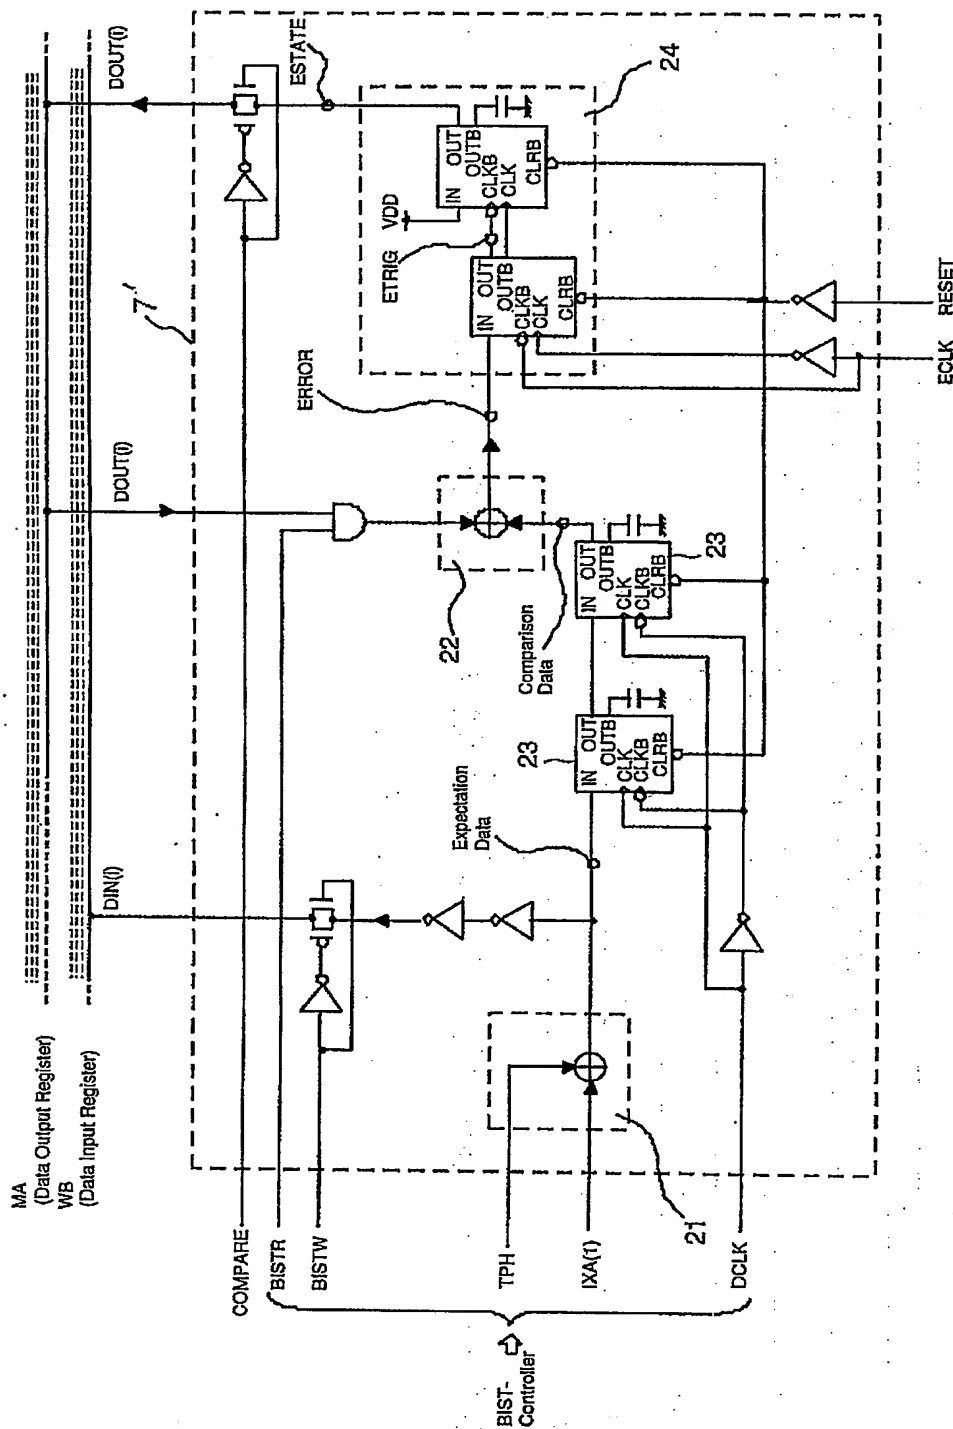 MA
(Data Output Register)
WB
(Data Input Register)
DIN(i)
DOUT(i)
DOUT(i)
7'
COMPARE
BISTR
BISTW
TPH
IXA(1)
DCLK
BIST-
Controller
21
22
23
23
24
Expectation
Data
Comparison
Data
ERROR
ETRIG
VDD
ESTATE
IN
OUT
OUTB
CLK
CLKB
CLRB
IN
OUT
OUTB
CLK
CLKB
CLRB
IN
OUT
OUTB
CLKB
CLK
CLRB
IN
OUT
OUTB
CLKB
CLK
CLRB
ECLK
RESET